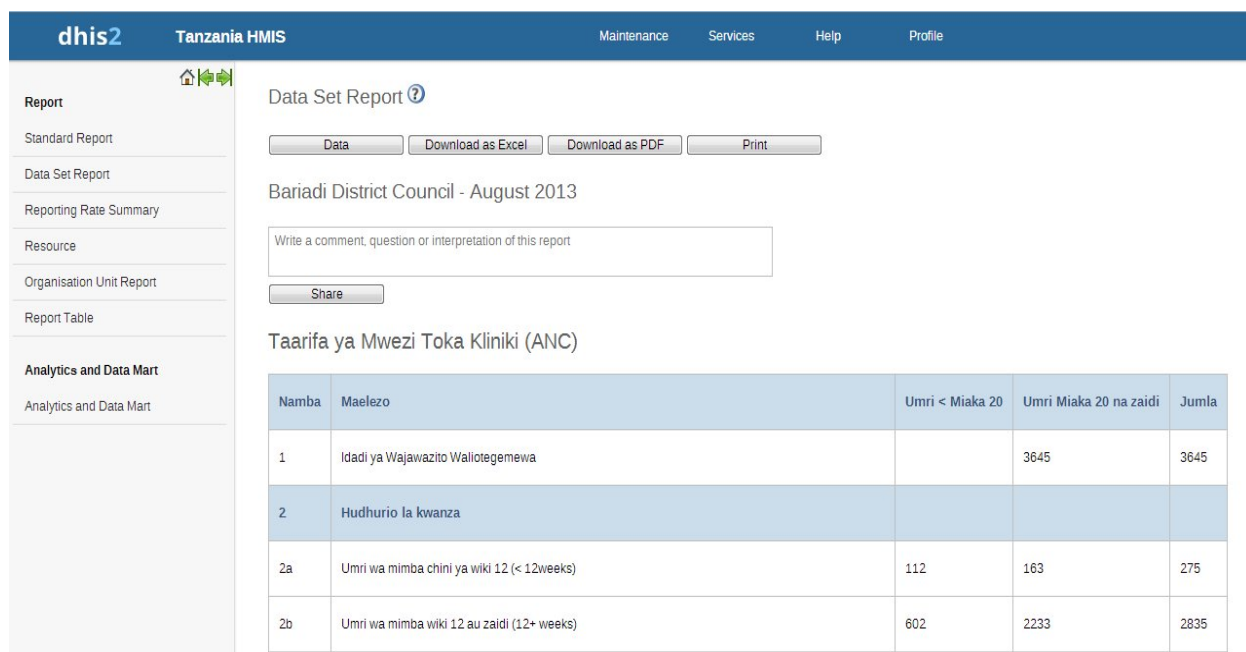 dhis2 Tanzania HMIS Maintenance Services Help Profile
Report
Standard Report
Data Set Report
Reporting Rate Summary
Resource
Organisation Unit Report
Report Table
Analytics and Data Mart
Analytics and Data Mart
Data Set Report ?
Data Download as Excel Download as PDF Print
Bariadi District Council - August 2013
Write a comment, question or interpretation of this report
Share
Taarifa ya Mwezi Toka Kliniki (ANC)
Namba Maelezo Umri < Miaka 20 Umri Miaka 20 na zaidi Jumla
1 Idadi ya Wajawazito Waliotegemewa 3645 3645
2 Hudhurio la kwanza
2a Umri wa mimba chini ya wiki 12 (< 12weeks) 112 163 275
2b Umri wa mimba wiki 12 au zaidi (12+ weeks) 602 2233 2835